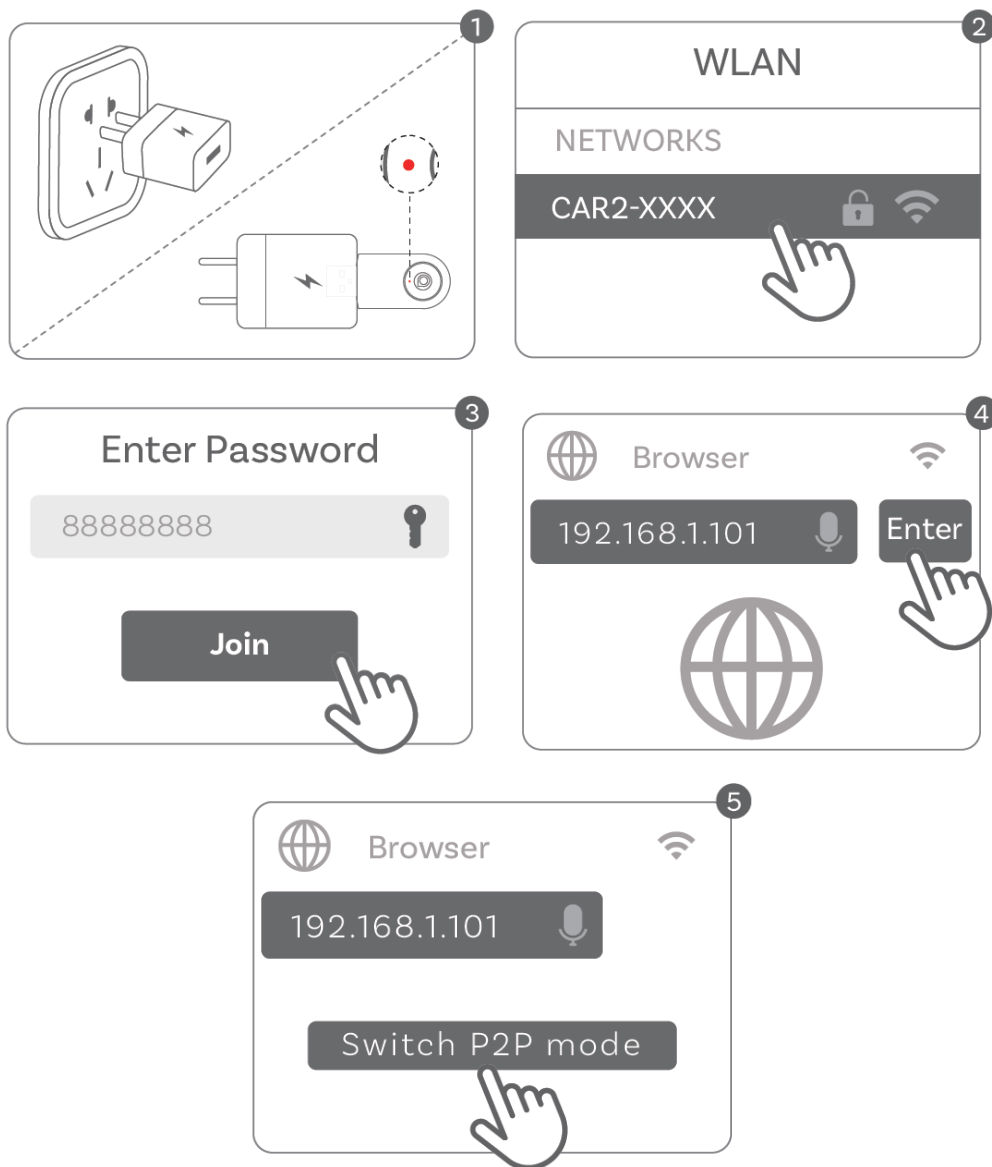 1
2
WLAN
NETWORKS
CAR2-XXXX
3
Enter Password
88888888
Join
4
Browser
192.168.1.101
Enter
5
Browser
192.168.1.101
Switch P2P mode